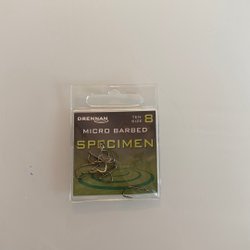 DRENNAN
TEN
SIZE 8
MICRO BARBED
SPECIMEN